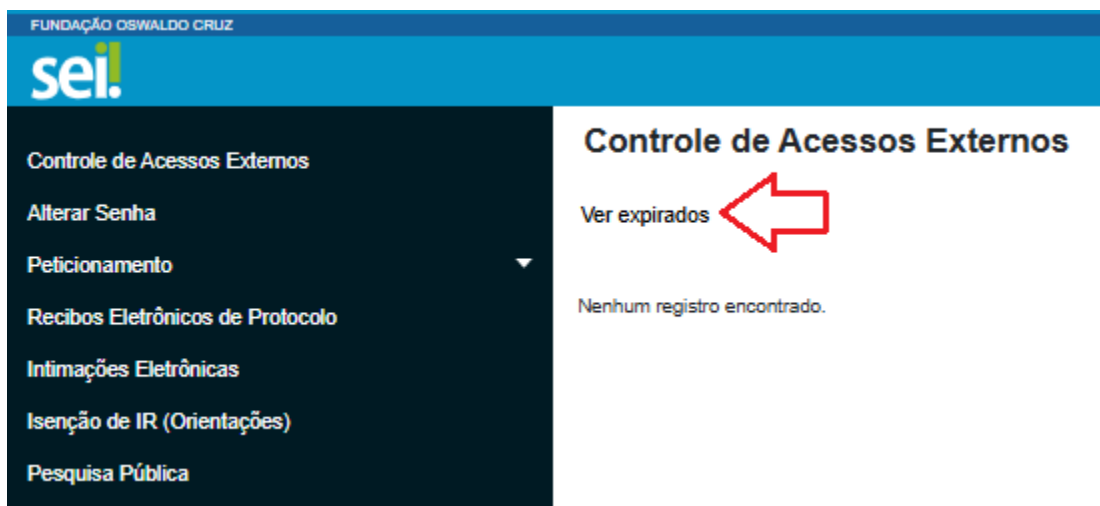 FUNDAÇÃO OSWALDO CRUZ
sei!
Controle de Acessos Externos
Alterar Senha
Peticionamento
Recibos Eletrônicos de Protocolo
Intimações Eletrônicas
Isenção de IR (Orientações)
Pesquisa Pública
Controle de Acessos Externos
Ver expirados
Nenhum registro encontrado.